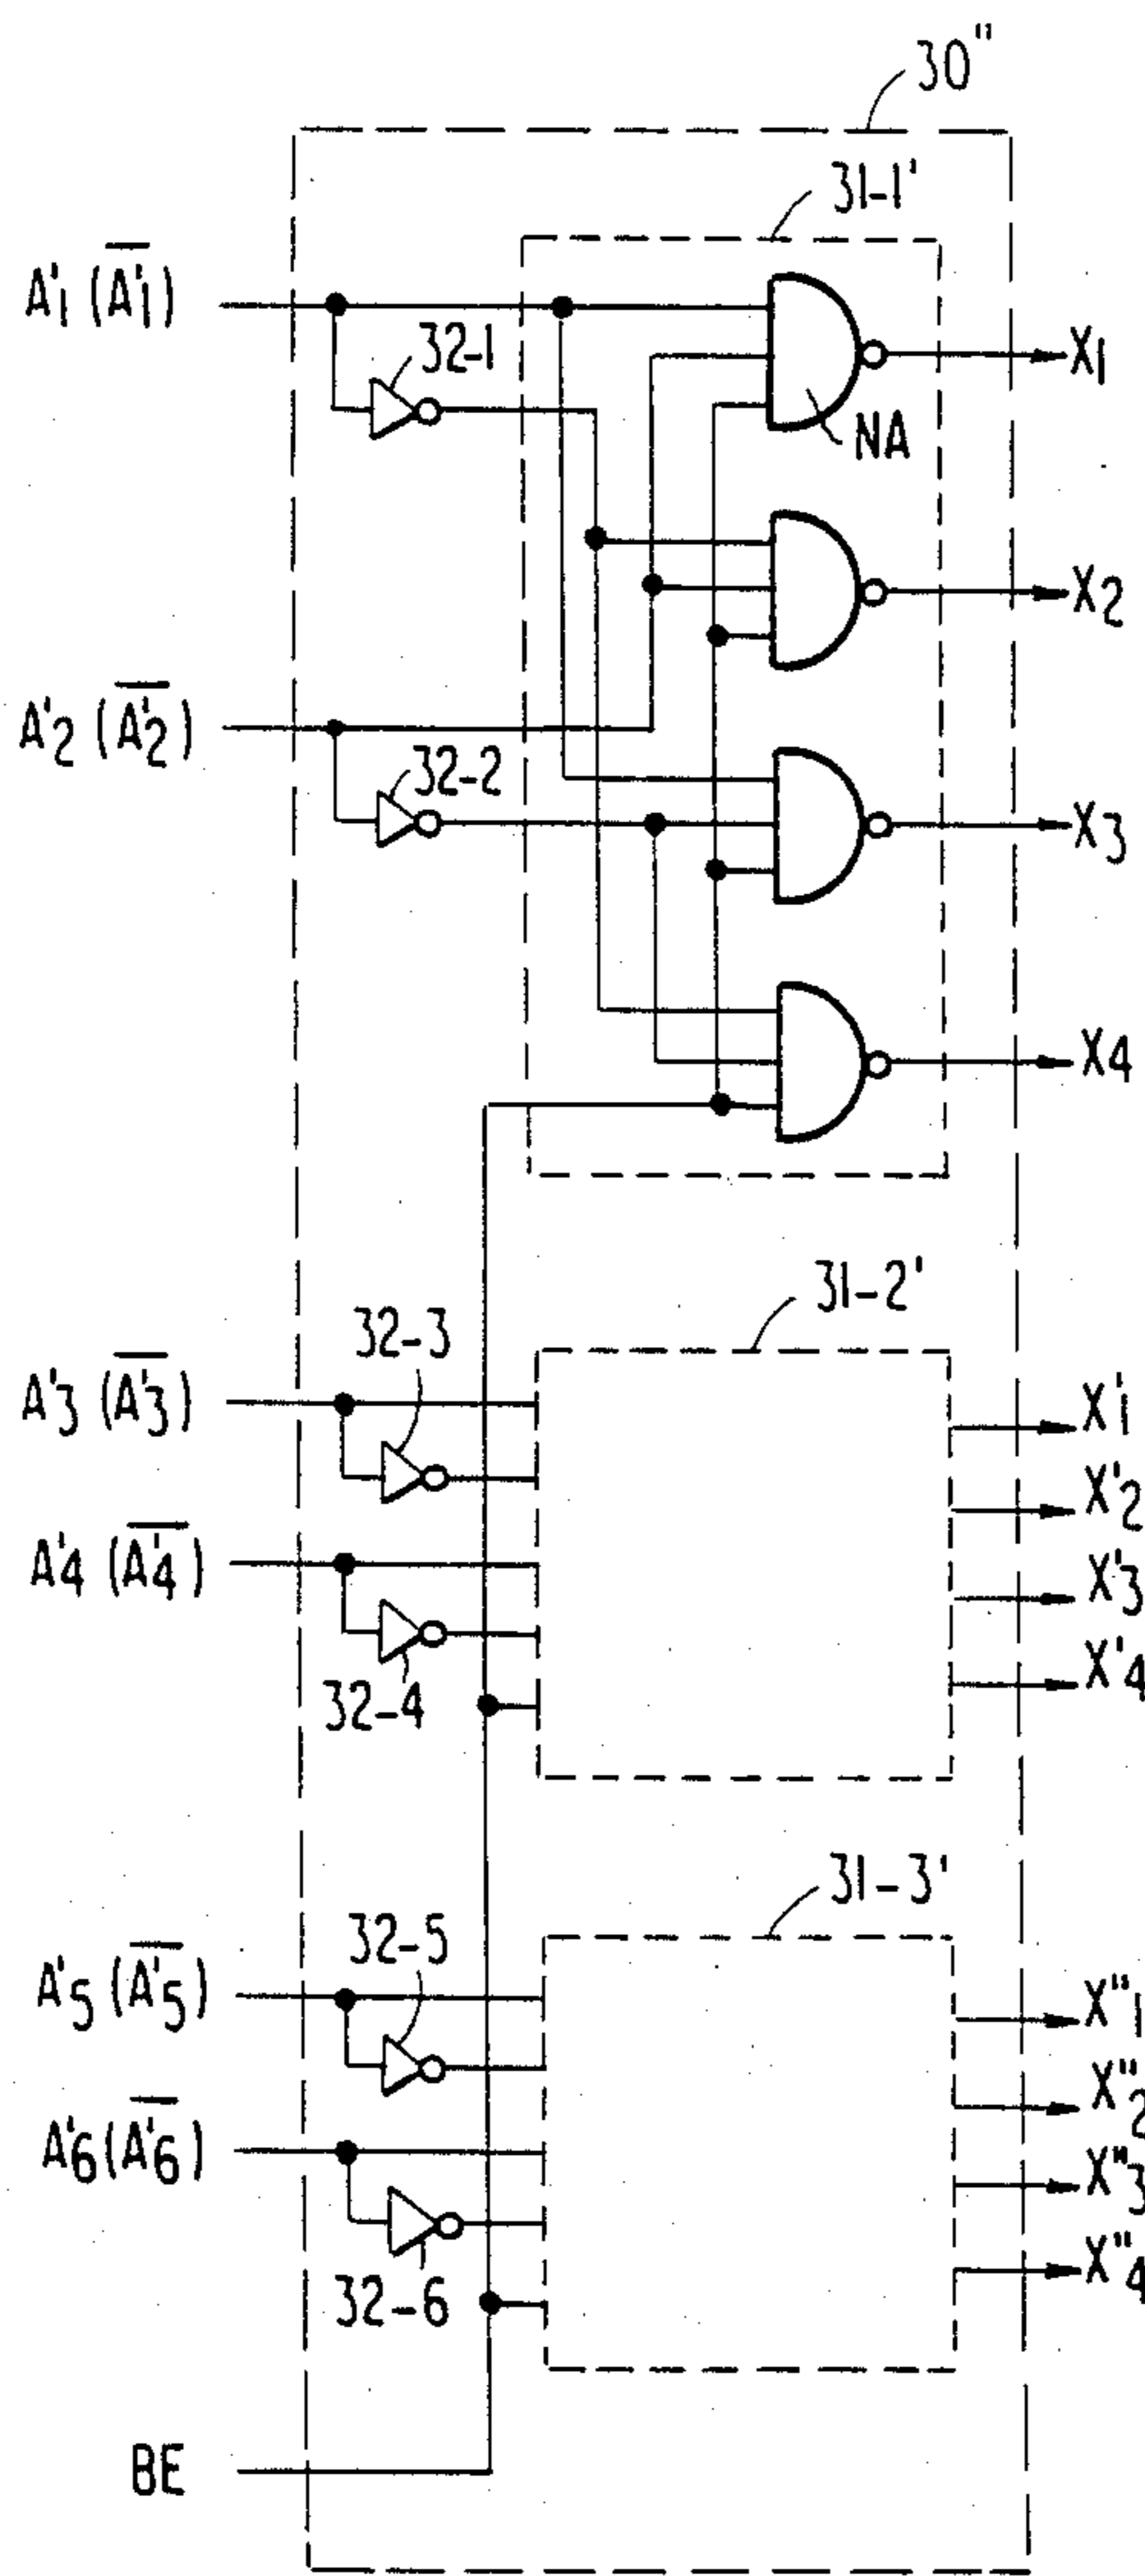 30"
31-1'
A'1 (A̅'̅1̅)
32-1
X1
NA
X2
A'2 (A̅'̅2̅)
32-2
X3
X4
31-2'
32-3
A'3 (A̅'̅3̅)
X'1
X'2
A'4 (A̅'̅4̅)
X'3
32-4
X'4
31-3'
32-5
A'5 (A̅'̅5̅)
X"1
X"2
A'6 (A̅'̅6̅)
X"3
32-6
X"4
BE